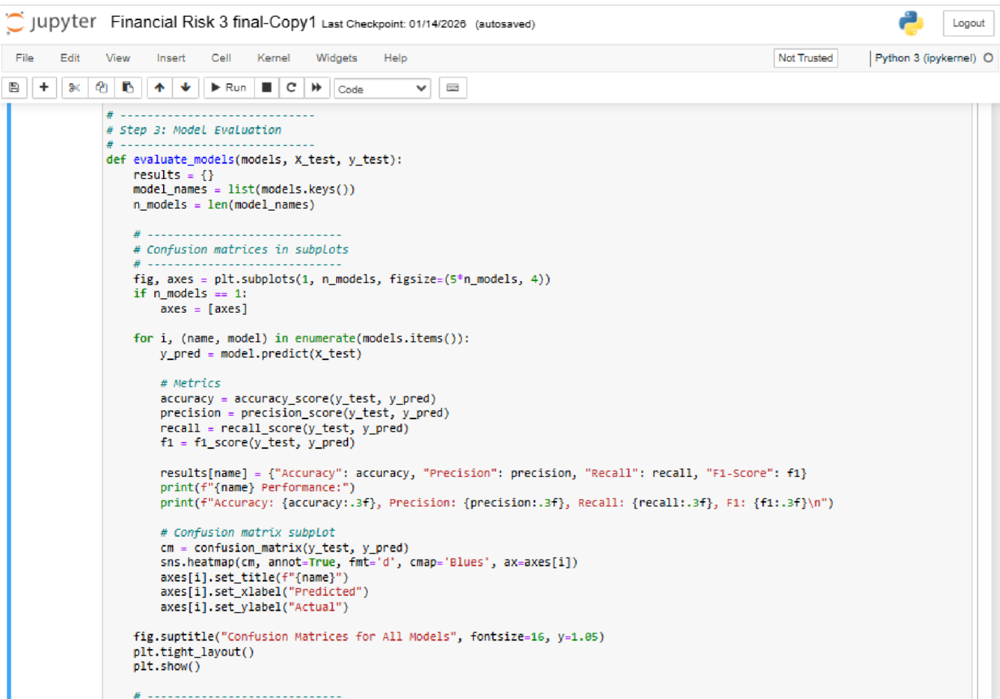 jupyter Financial Risk 3 final-Copy1 Last Checkpoint: 01/14/2026 (autosaved) Logout
File Edit View Insert Cell Kernel Widgets Help Not Trusted Python 3 (ipykernel)
Run Code
# -----------------------------
# Step 3: Model Evaluation
# -----------------------------
def evaluate_models(models, X_test, y_test):
    results = {}
    model_names = list(models.keys())
    n_models = len(model_names)

    # -----------------------------
    # Confusion matrices in subplots
    # -----------------------------
    fig, axes = plt.subplots(1, n_models, figsize=(5*n_models, 4))
    if n_models == 1:
        axes = [axes]

    for i, (name, model) in enumerate(models.items()):
        y_pred = model.predict(X_test)

        # Metrics
        accuracy = accuracy_score(y_test, y_pred)
        precision = precision_score(y_test, y_pred)
        recall = recall_score(y_test, y_pred)
        f1 = f1_score(y_test, y_pred)

        results[name] = {"Accuracy": accuracy, "Precision": precision, "Recall": recall, "F1-Score": f1}
        print(f"{name} Performance:")
        print(f"Accuracy: {accuracy:.3f}, Precision: {precision:.3f}, Recall: {recall:.3f}, F1: {f1:.3f}\n")

        # Confusion matrix subplot
        cm = confusion_matrix(y_test, y_pred)
        sns.heatmap(cm, annot=True, fmt='d', cmap='Blues', ax=axes[i])
        axes[i].set_title(f"{name}")
        axes[i].set_xlabel("Predicted")
        axes[i].set_ylabel("Actual")

    fig.suptitle("Confusion Matrices for All Models", fontsize=16, y=1.05)
    plt.tight_layout()
    plt.show()

    # -----------------------------